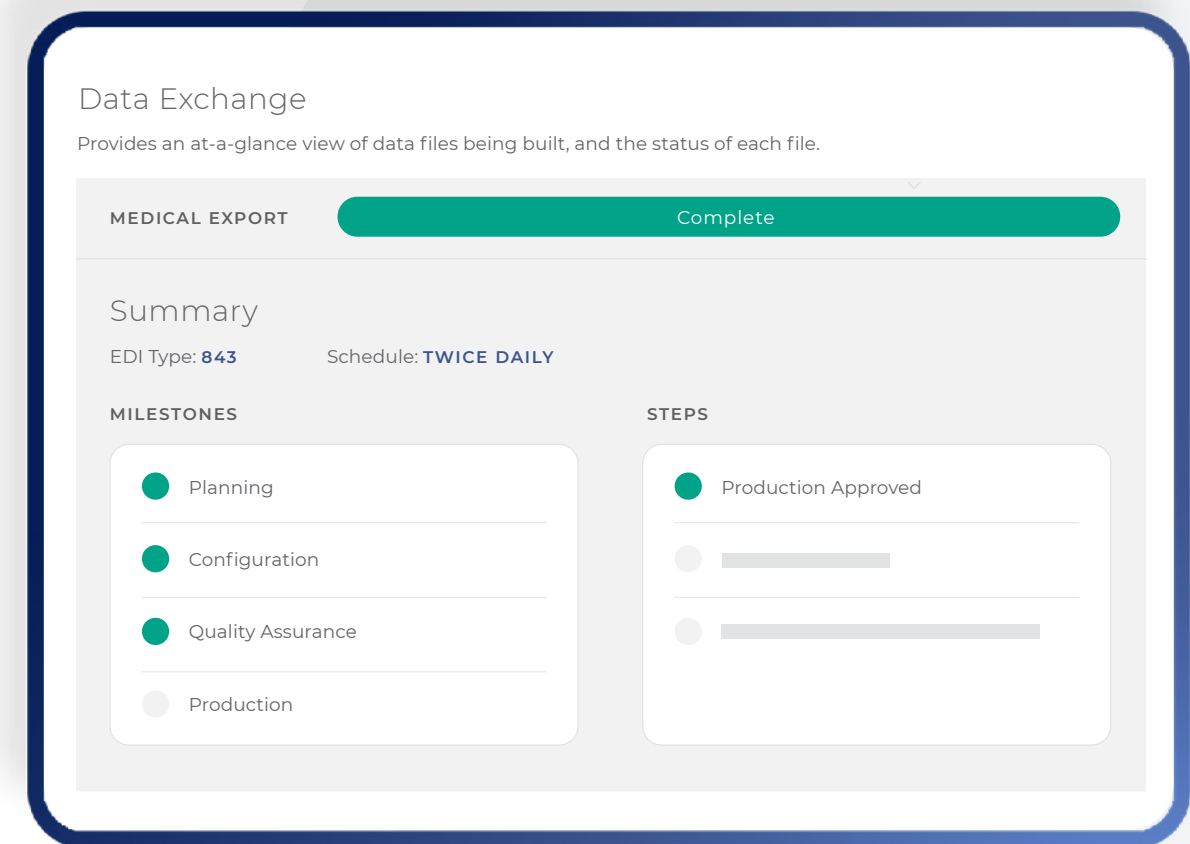 Data Exchange
Provides an at-a-glance view of data files being built, and the status of each file.
MEDICAL EXPORT
Complete
Summary
EDI Type: 843
Schedule: TWICE DAILY
MILESTONES
Planning
Configuration
Quality Assurance
Production
STEPS
Production Approved